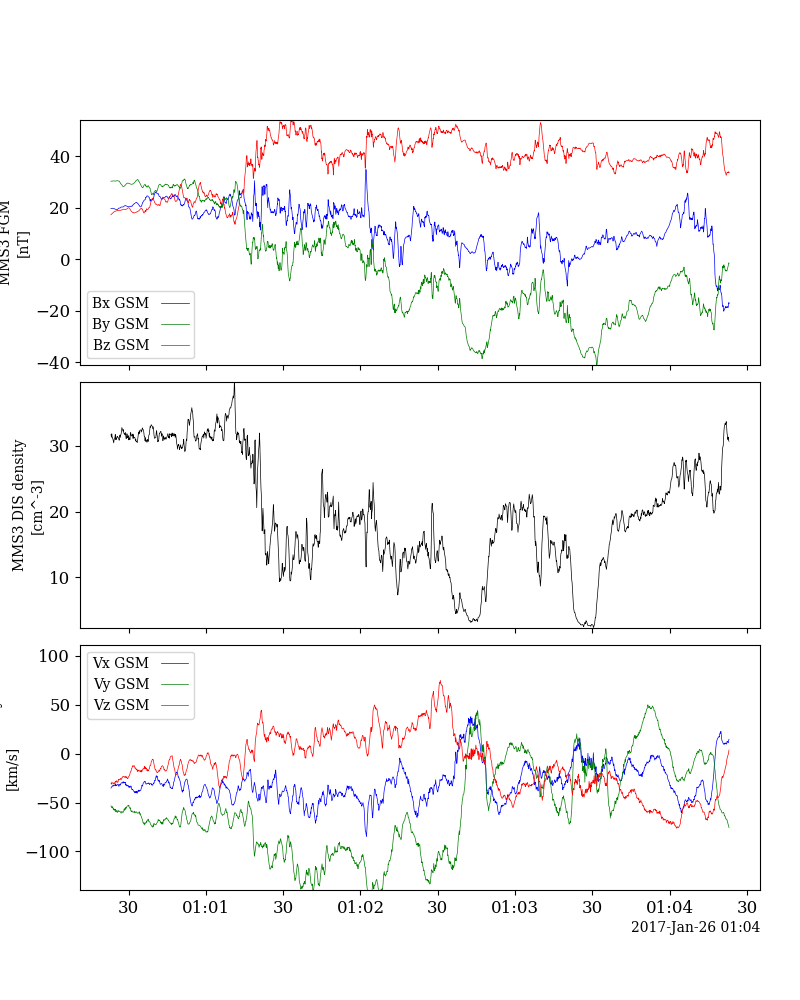 40
20
0
−20
−40
MMS3 FGM
[nT]
Bx GSM
By GSM
Bz GSM
30
20
10
MMS3 DIS density
[cm^-3]
100
50
0
−50
−100
[km/s]
Vx GSM
Vy GSM
Vz GSM
30 01:01 30 01:02 30 01:03 30 01:04 30
2017-Jan-26 01:04